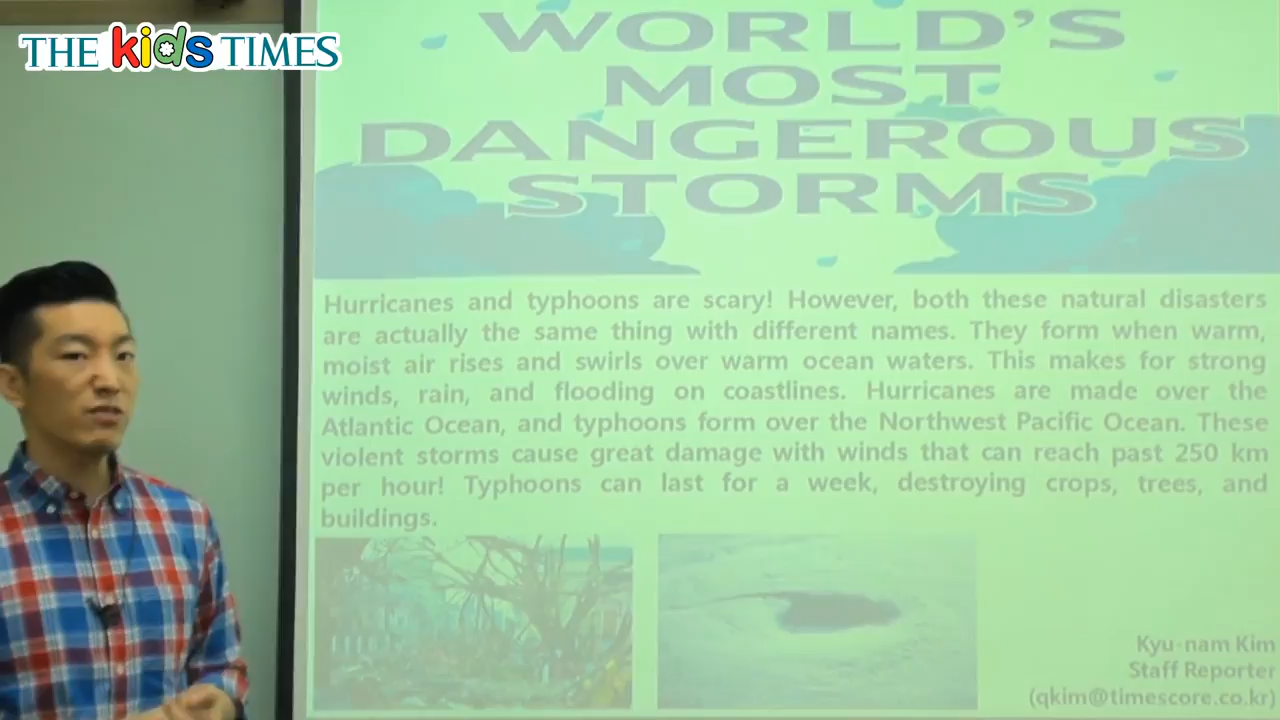 THE kids TIMES
WORLD'S
MOST
DANGEROUS
STORMS
Hurricanes and typhoons are scary! However, both these natural disasters
are actually the same thing with different names. They form when warm,
moist air rises and swirls over warm ocean waters. This makes for strong
winds, rain, and flooding on coastlines. Hurricanes are made over the
Atlantic Ocean, and typhoons form over the Northwest Pacific Ocean. These
violent storms cause great damage with winds that can reach past 250 km
per hour! Typhoons can last for a week, destroying crops, trees, and
buildings.
Kyu-nam Kim
Staff Reporter
(qkim@timescore.co.kr)